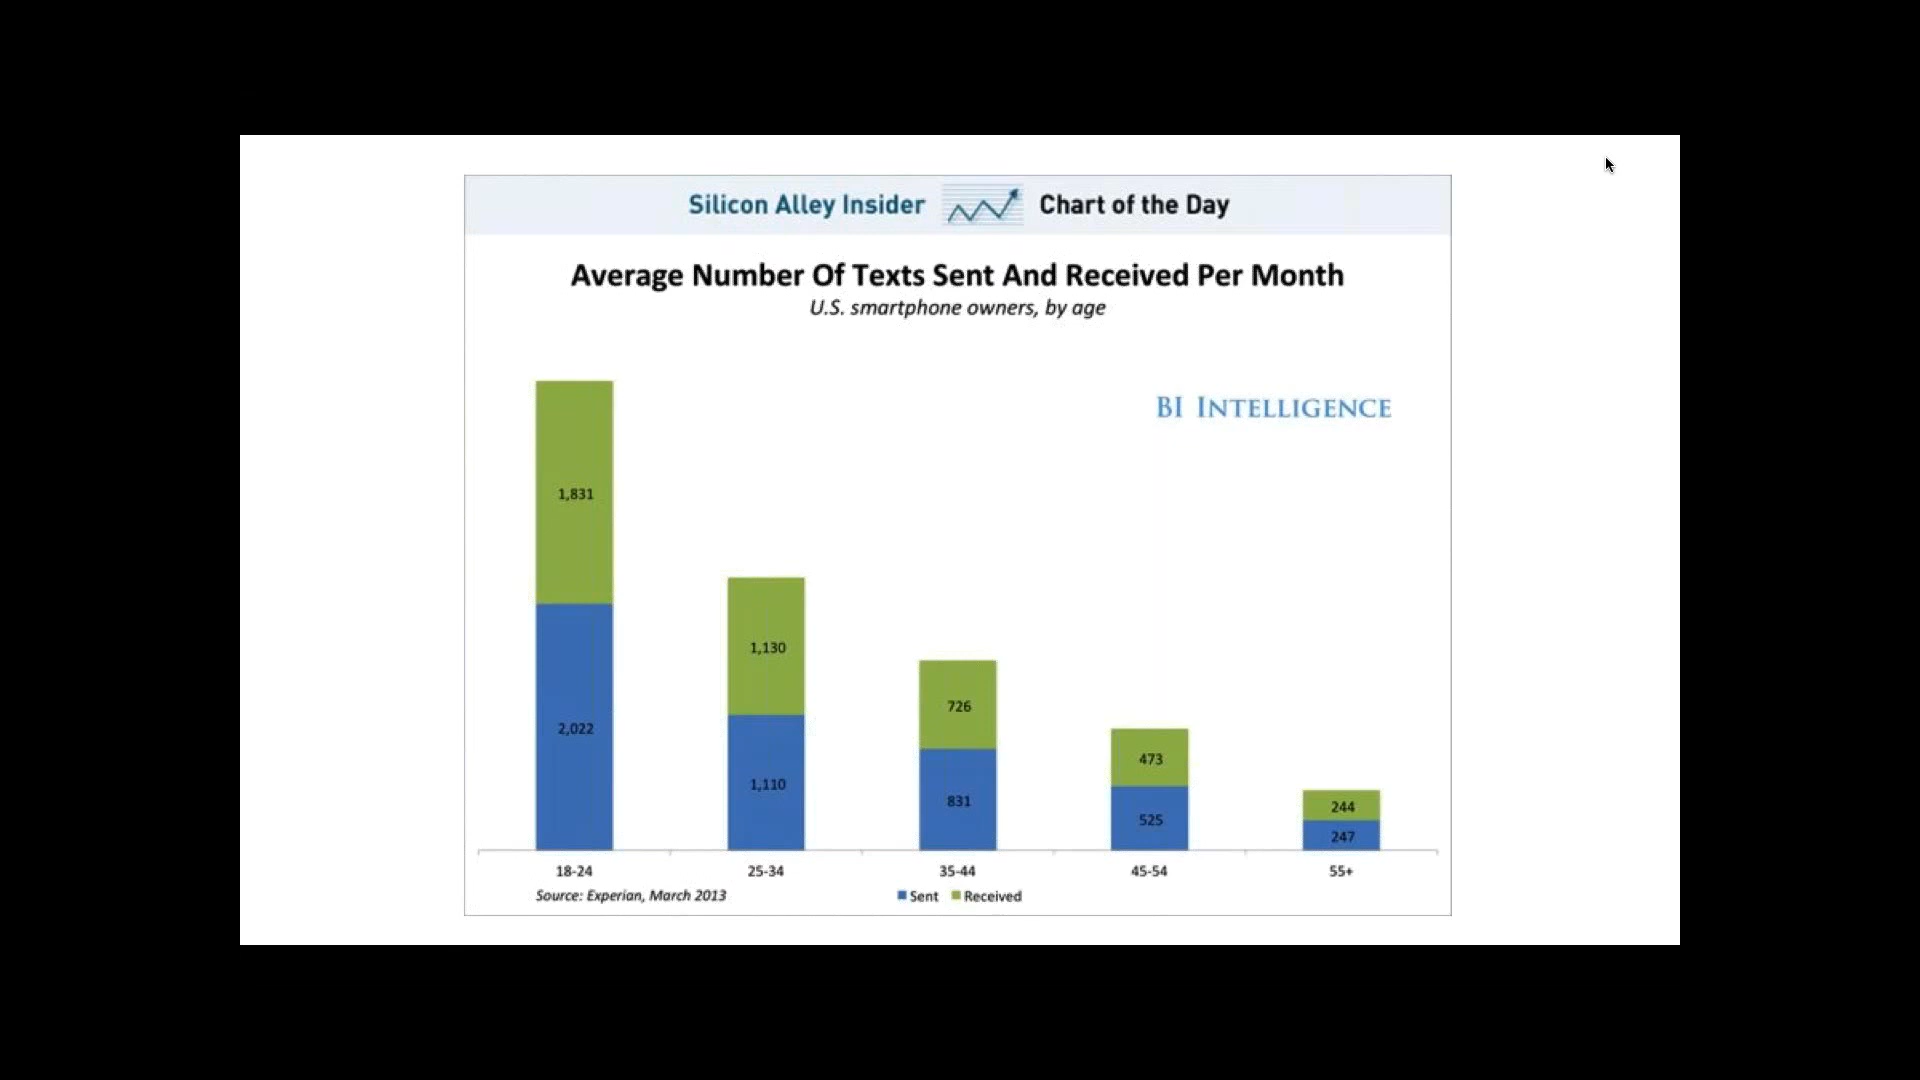 Silicon Alley Insider Chart of the Day
Average Number Of Texts Sent And Received Per Month
U.S. smartphone owners, by age
BI INTELLIGENCE
1,831
1,130
726
473
244
2,022
1,110
831
525
247
18-24 25-34 35-44 45-54 55+
Source: Experian, March 2013 Sent Received